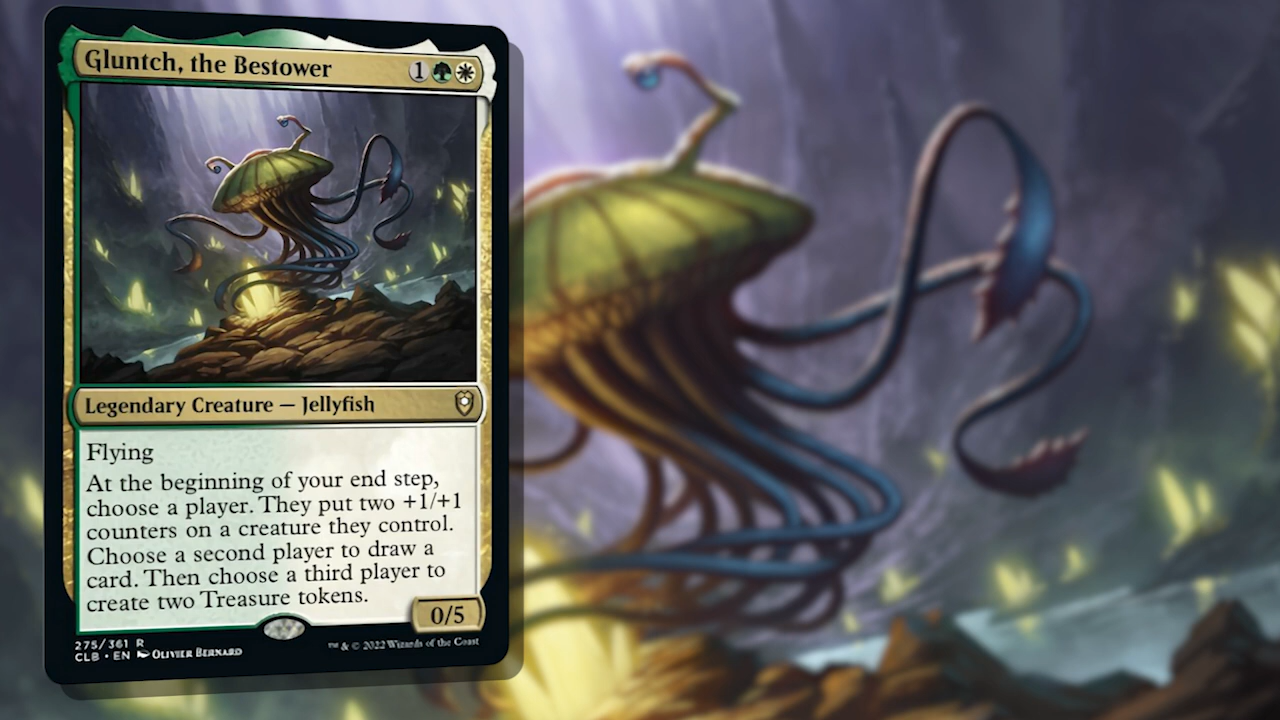 Gluntch, the Bestower 1
Legendary Creature — Jellyfish
Flying
At the beginning of your end step,
choose a player. They put two +1/+1
counters on a creature they control.
Choose a second player to draw a
card. Then choose a third player to
create two Treasure tokens.
0/5
275/361 R
CLB • EN Olivier Bernard
™ & © 2022 Wizards of the Coast